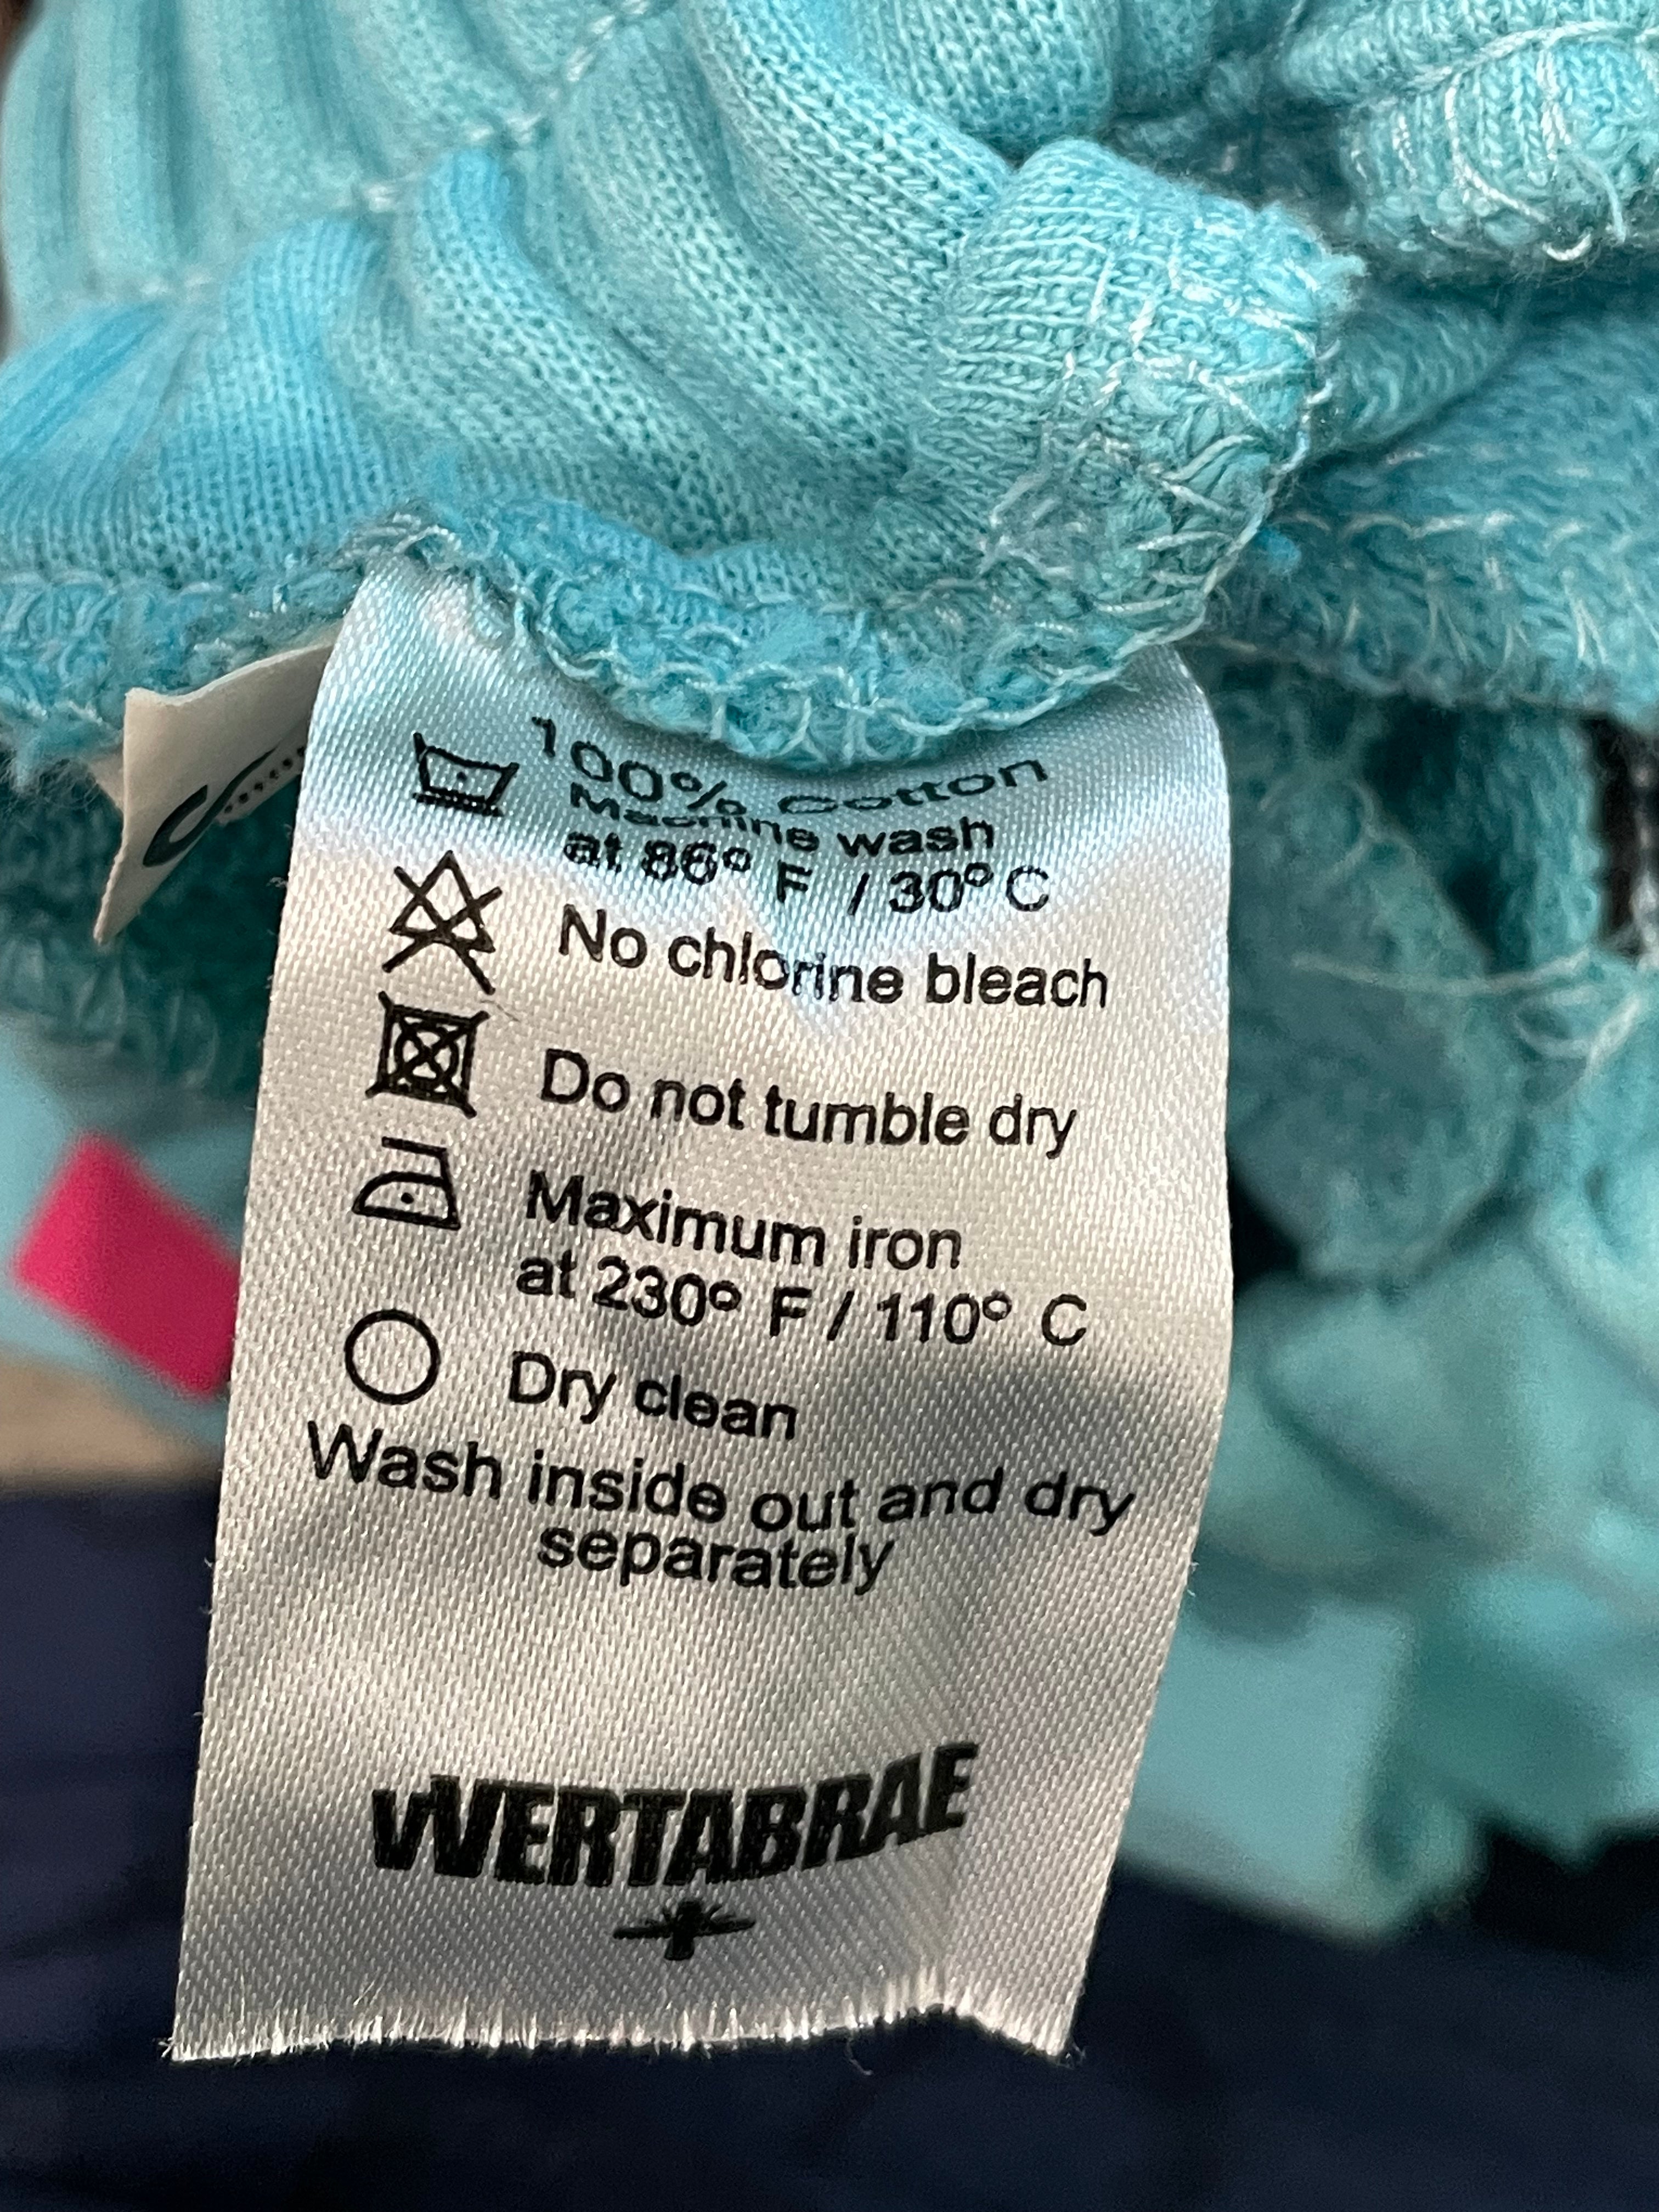 100% Cotton
Machine wash
at 86° F / 30° C
No chlorine bleach
Do not tumble dry
Maximum iron
at 230° F / 110° C
Dry clean
Wash inside out and dry
separately
WERTABRAE